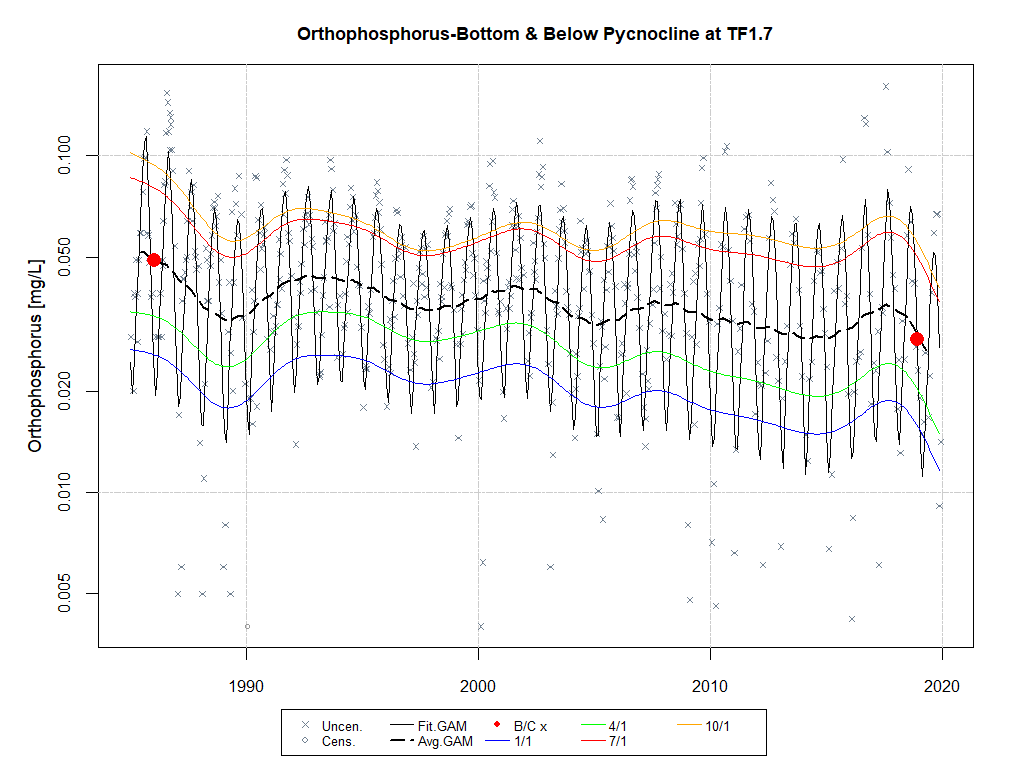 Orthophosphorus-Bottom & Below Pycnocline at TF1.7
Orthophosphorus [mg/L]
0.100
0.050
0.020
0.010
0.005
1990 2000 2010 2020
Uncen. Fit.GAM B/C x 4/1 10/1
Cens. Avg.GAM 1/1 7/1